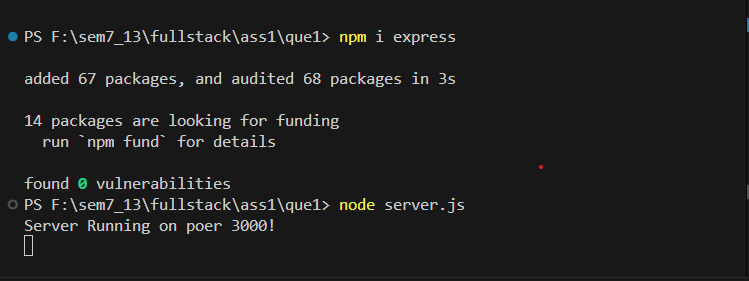 PS F:\sem7_13\fullstack\ass1\que1> npm i express
added 67 packages, and audited 68 packages in 3s
14 packages are looking for funding
  run `npm fund` for details
found 0 vulnerabilities
PS F:\sem7_13\fullstack\ass1\que1> node server.js
Server Running on poer 3000!